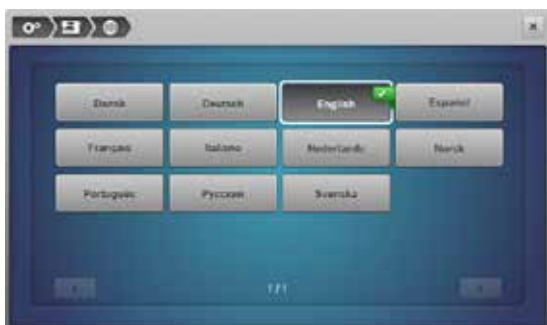 Dansk
Deutsch
English
Español
Français
Italiano
Nederlands
Norsk
Português
Русский
Svenska
1/1